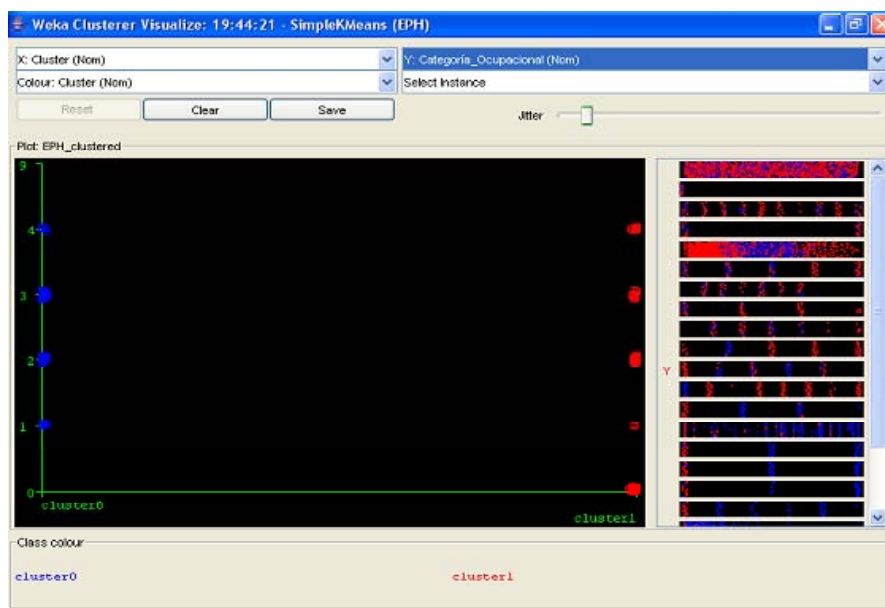 Weka Clusterer Visualize: 19:44:21 - SimpleKMeans (EPH)
X: Cluster (Nom) Y: Categoría_Ocupacional (Nom)
Colour: Cluster (Nom) Select Instance
Reset Clear Save Jitter
Plot: EPH_clustered
9
4
3
2
Y
1
0
cluster0
cluster1
Class colour
cluster0 cluster1